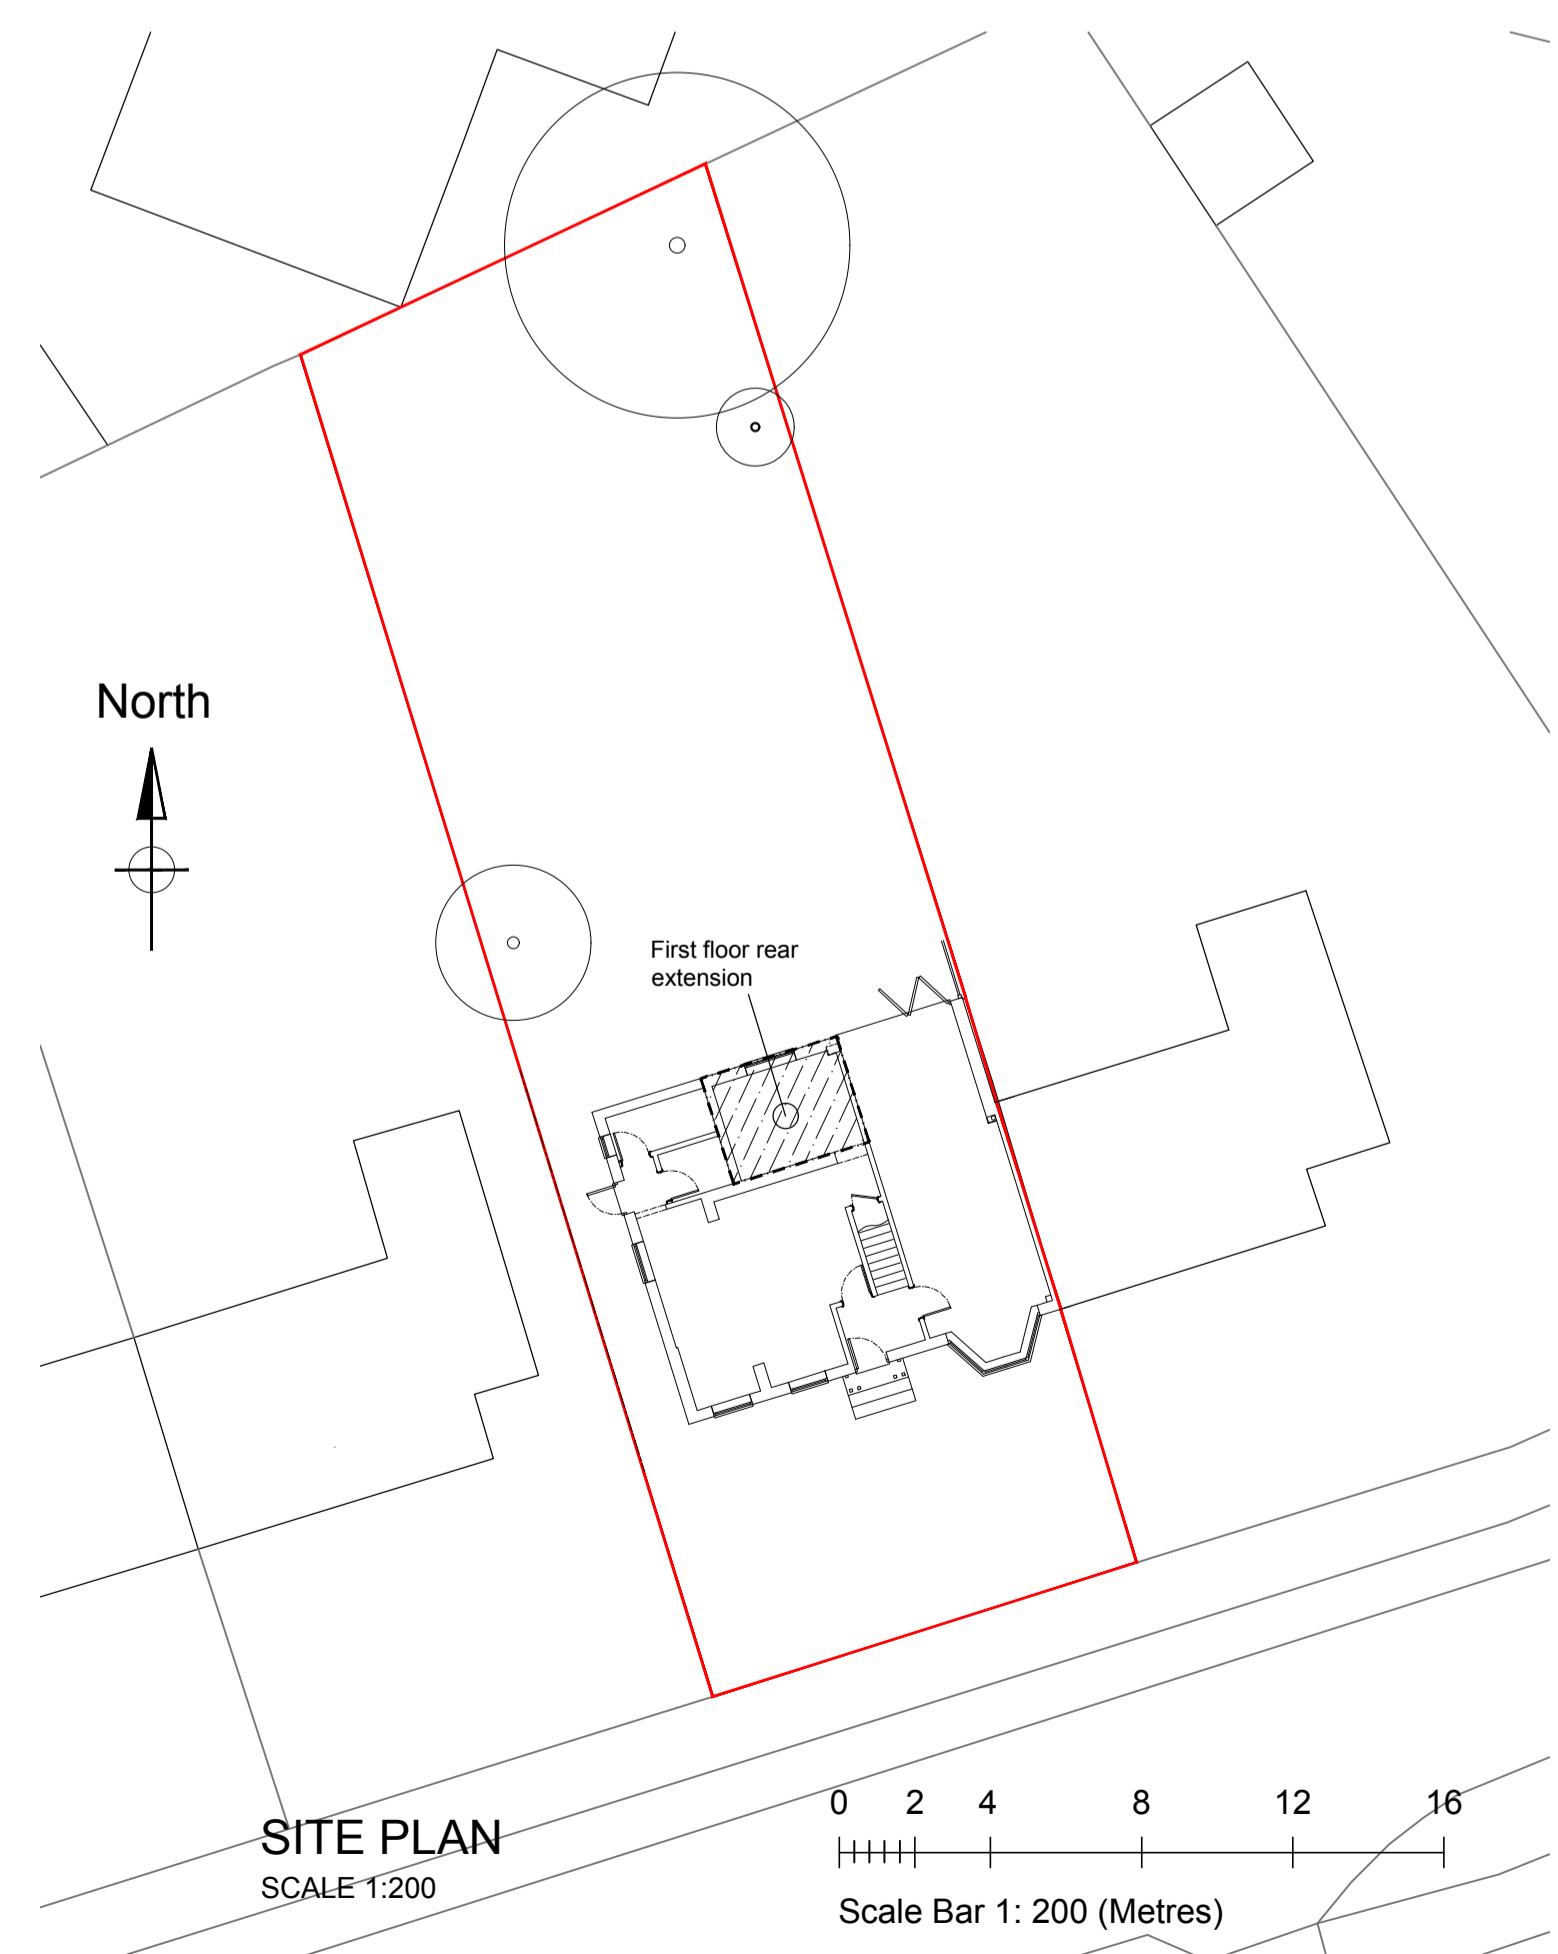 North
First floor rear
extension
SITE PLAN
SCALE 1:200
0 2 4 8 12 16
Scale Bar 1: 200 (Metres)